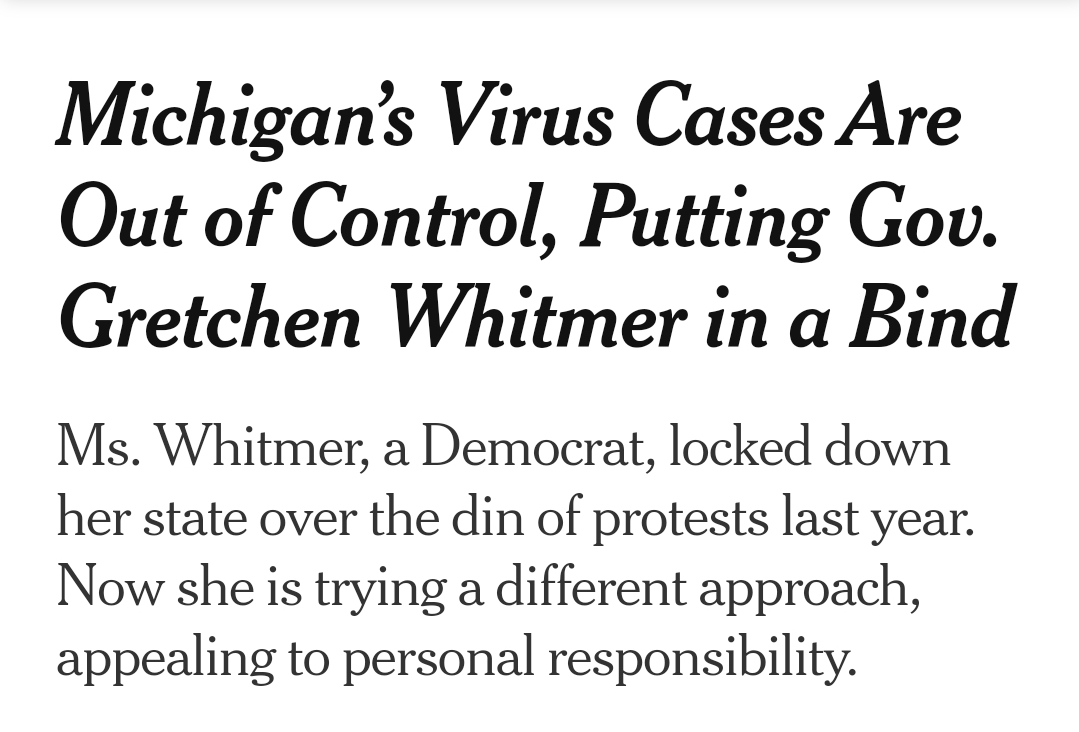 Michigan’s Virus Cases Are
Out of Control, Putting Gov.
Gretchen Whitmer in a Bind
Ms. Whitmer, a Democrat, locked down
her state over the din of protests last year.
Now she is trying a different approach,
appealing to personal responsibility.